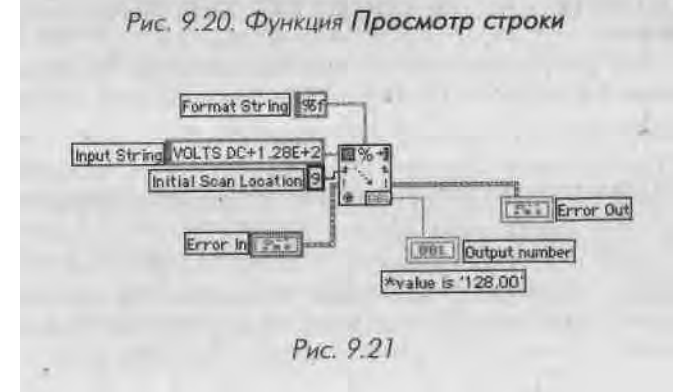 Рис. 9.20. Функция Просмотр строки
Format String %f
Input String VOLTS DC+1.28E+2
Initial Scan Location 9
Error Out
Error In
DBL Output number
*value is '128.00'
Рис. 9.21